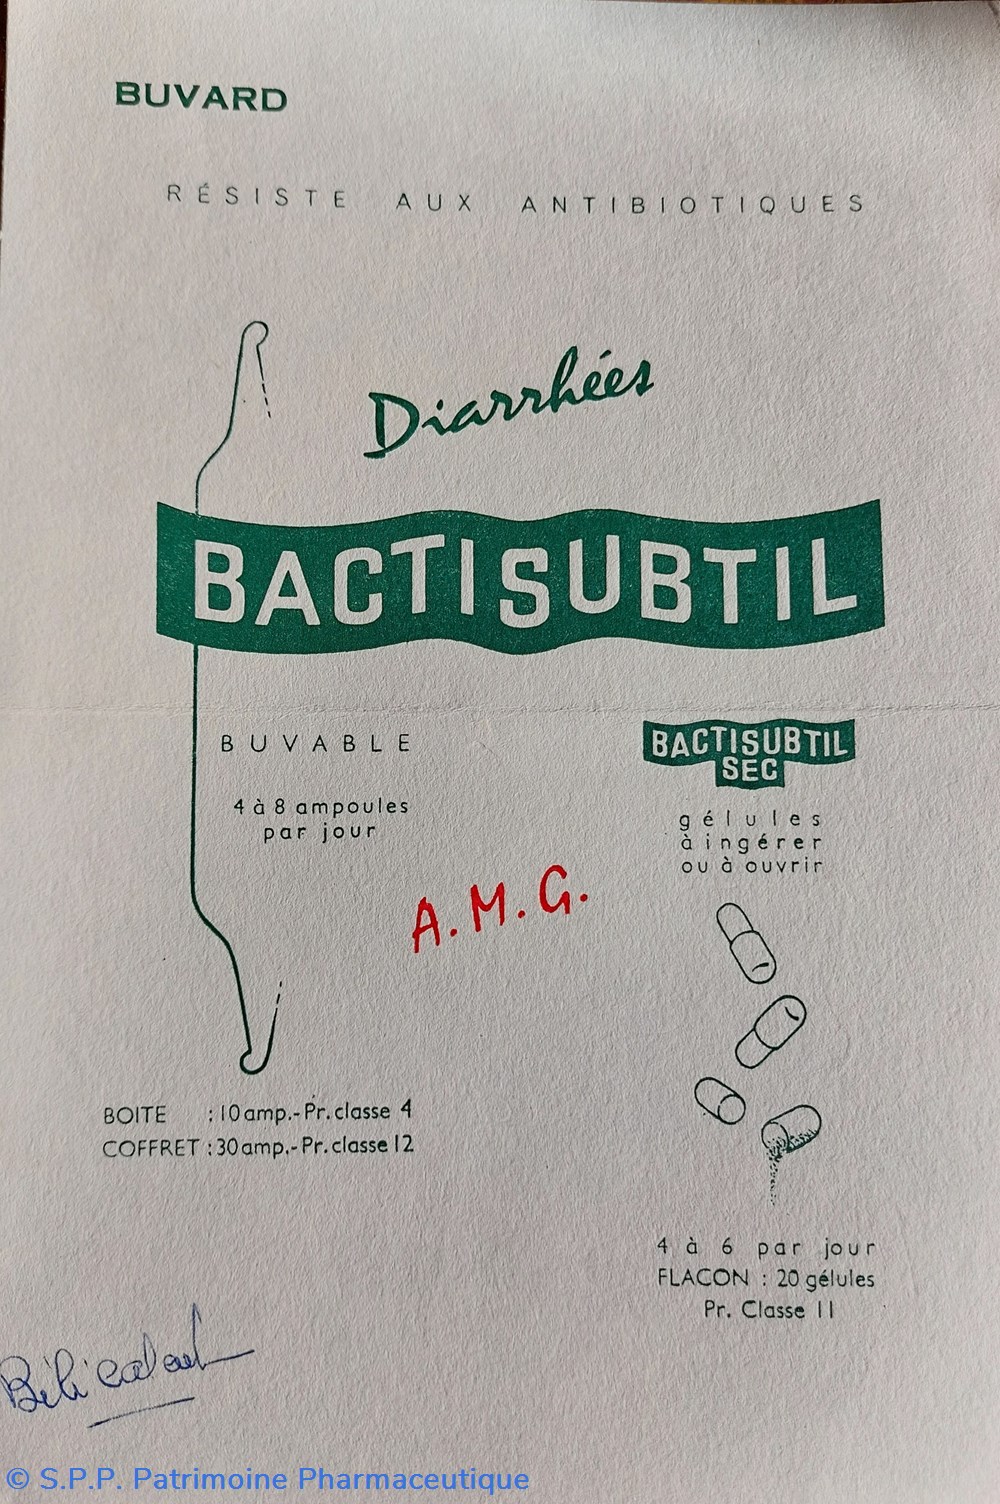 BUVARD
RÉSISTE AUX ANTIBIOTIQUES
Diarrhées
BACTISUBTIL
BUVABLE
4 à 8 ampoules
par jour
BACTISUBTIL
SEC
gélules
à ingérer
ou à ouvrir
A.M.G.
BOITE : 10 amp.-Pr. classe 4
COFFRET : 30 amp.-Pr. classe 12
4 à 6 par jour
FLACON : 20 gélules
Pr. Classe 11
© S.P.P. Patrimoine Pharmaceutique